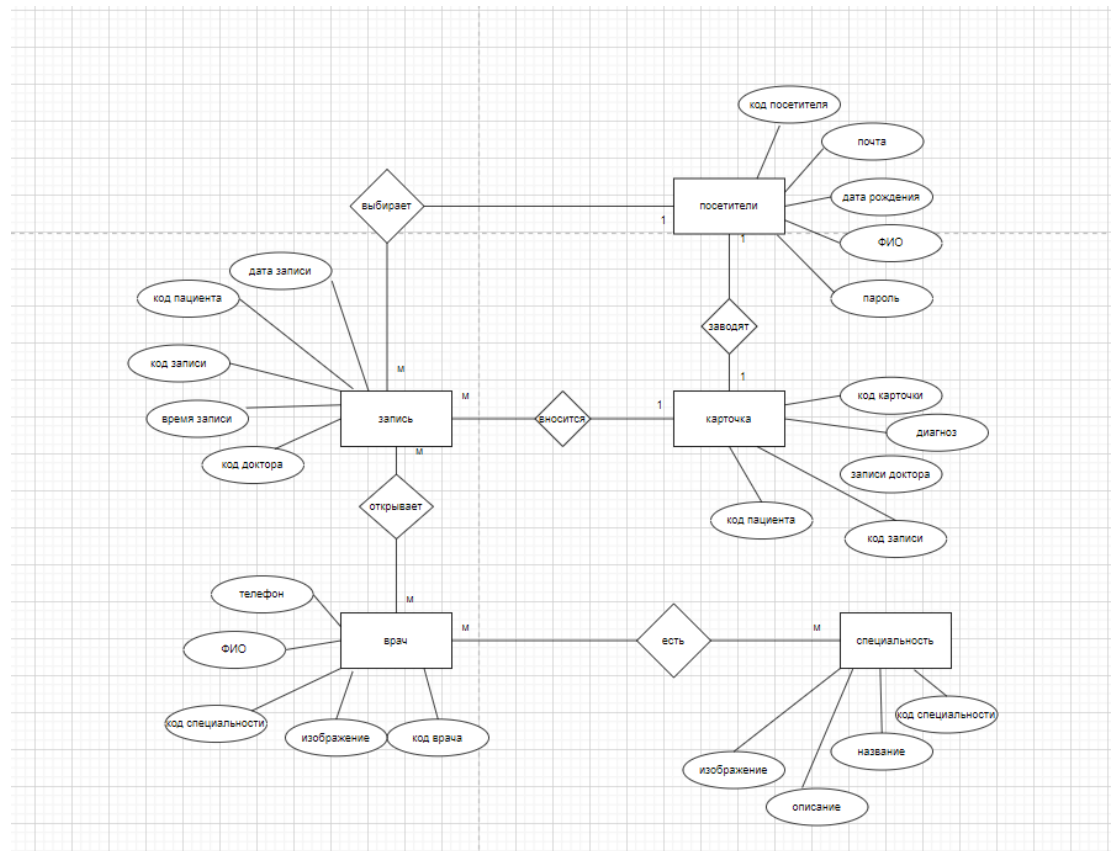 код посетителя
почта
выбирает
посетители
дата рождения
1
1
ФИО
дата записи
код пациента
пароль
заводят
код записи
м
1
м
1
код карточки
время записи
запись
вносится
карточка
диагноз
м
код доктора
записи доктора
открывает
код пациента
код записи
телефон
м
м
м
ФИО
врач
есть
специальность
код специальности
изображение
код врача
код специальности
название
изображение
описание